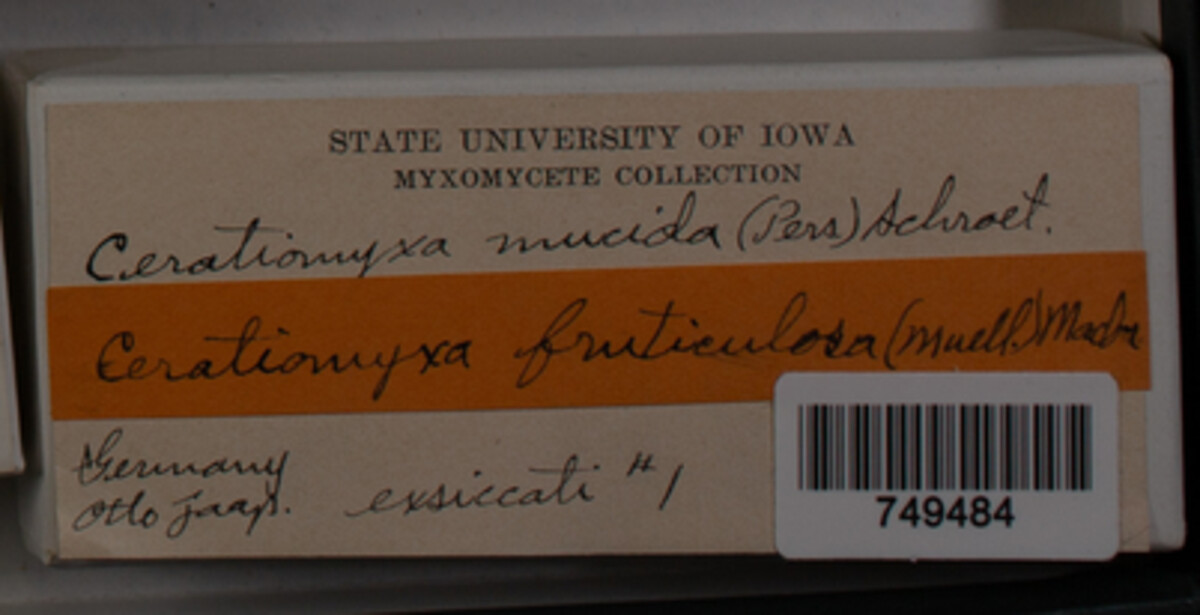 STATE UNIVERSITY OF IOWA
MYXOMYCETE COLLECTION
Ceratiomyxa mucida (Pers) Schroet.
Ceratiomyxa fruticulosa (Muell.) Macbr
Germany
Otto Jaap. exsiccati #1
749484